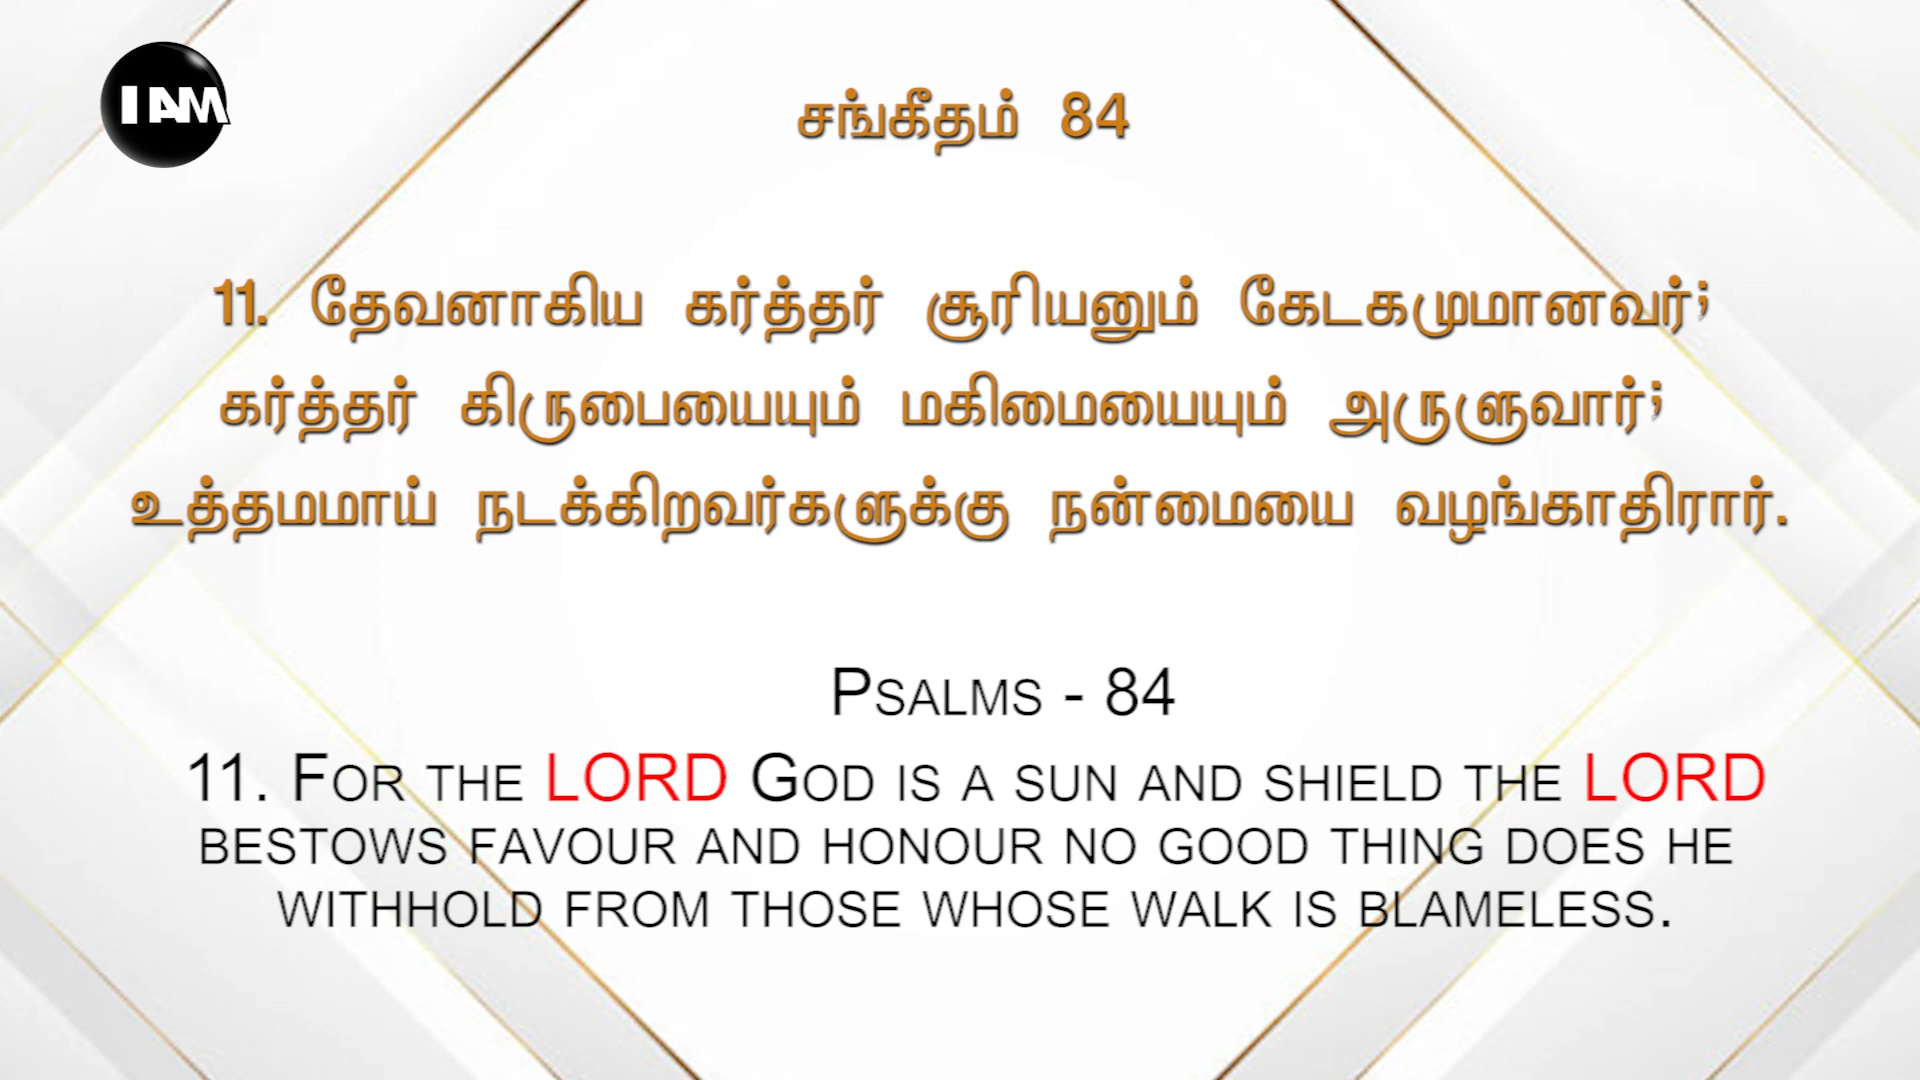 I AM
சங்கீதம் 84
11. தேவனாகிய கர்த்தர் சூரியனும் கேடகமுமானவர்;
கர்த்தர் கிருபையையும் மகிமையையும் அருளுவார்;
உத்தமமாய் நடக்கிறவர்களுக்கு நன்மையை வழங்காதிரார்.
PSALMS - 84
11. FOR THE LORD GOD IS A SUN AND SHIELD THE LORD
BESTOWS FAVOUR AND HONOUR NO GOOD THING DOES HE
WITHHOLD FROM THOSE WHOSE WALK IS BLAMELESS.